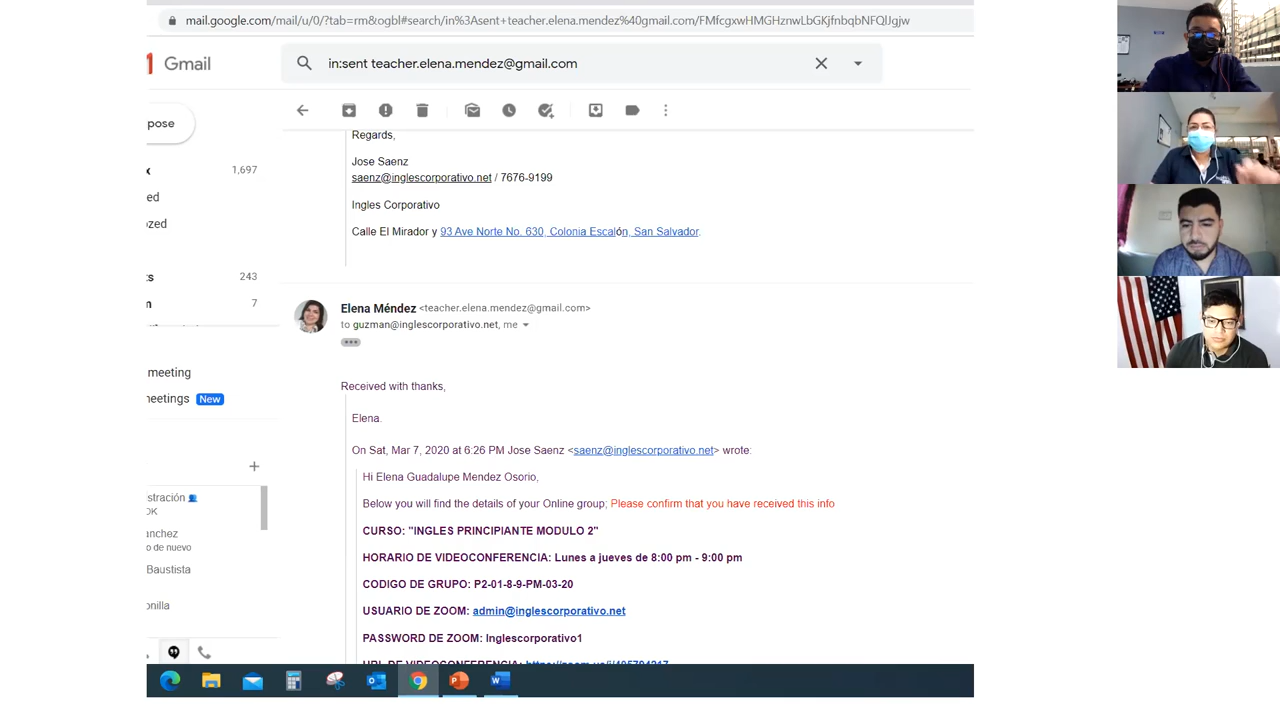 mail.google.com/mail/u/0/?tab=rm&ogbl#search/in%3Asent+teacher.elena.mendez%40gmail.com/FMfcgxwHMGHznwLbGKjfnbqbNFQlJgjw
Gmail
in:sent teacher.elena.mendez@gmail.com
pose
Regards,
Jose Saenz
1,697
saenz@inglescorporativo.net / 7676-9199
Ingles Corporativo
Calle El Mirador y 93 Ave Norte No. 630, Colonia Escalón, San Salvador.
243
7
Elena Méndez <teacher.elena.mendez@gmail.com>
to guzman@inglescorporativo.net, me
meeting
Received with thanks,
neetings New
Elena.
On Sat, Mar 7, 2020 at 6:26 PM Jose Saenz <saenz@inglescorporativo.net> wrote:
Hi Elena Guadalupe Mendez Osorio,
stración
Below you will find the details of your Online group; Please confirm that you have received this info
CURSO: "INGLES PRINCIPIANTE MODULO 2"
anchez
o de nuevo
HORARIO DE VIDEOCONFERENCIA: Lunes a jueves de 8:00 pm - 9:00 pm
Bautista
CODIGO DE GRUPO: P2-01-8-9-PM-03-20
onilla
USUARIO DE ZOOM: admin@inglescorporativo.net
PASSWORD DE ZOOM: Inglescorporativo1
URL DE VIDEOCONFERENCIA: